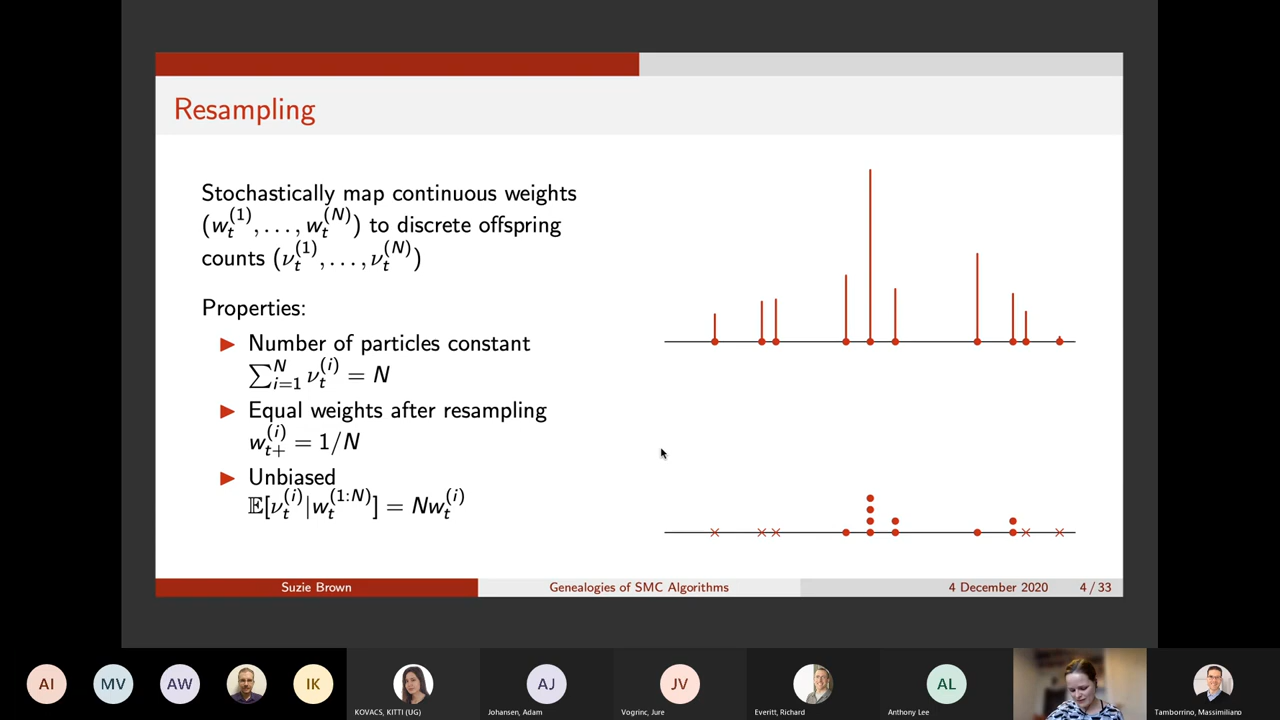 Resampling
Stochastically map continuous weights
(w_t^{(1)}, . . . , w_t^{(N)}) to discrete offspring
counts (ν_t^{(1)}, . . . , ν_t^{(N)})
Properties:
▶ Number of particles constant
∑_{i=1}^{N} ν_t^{(i)} = N
▶ Equal weights after resampling
w_{t+}^{(i)} = 1/N
▶ Unbiased
𝔼[ν_t^{(i)}|w_t^{(1:N)}] = Nw_t^{(i)}
Suzie Brown
Genealogies of SMC Algorithms
4 December 2020
4 / 33
AI
MV
AW
IK
KOVACS, KITTI (UG)
AJ
Johansen, Adam
JV
Vogrinc, Jure
Everitt, Richard
AL
Anthony Lee
Tamborrino, Massimiliano